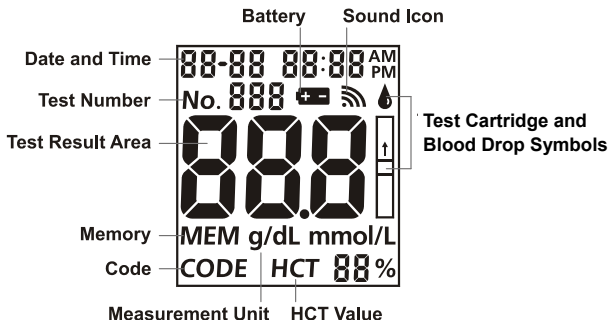 Battery Sound Icon
Date and Time 88-88 88:88 AM PM
Test Number No. 888
Test Result Area 88.8
Test Cartridge and
Blood Drop Symbols
Memory MEM g/dL mmol/L
Code CODE HCT 88%
Measurement Unit HCT Value